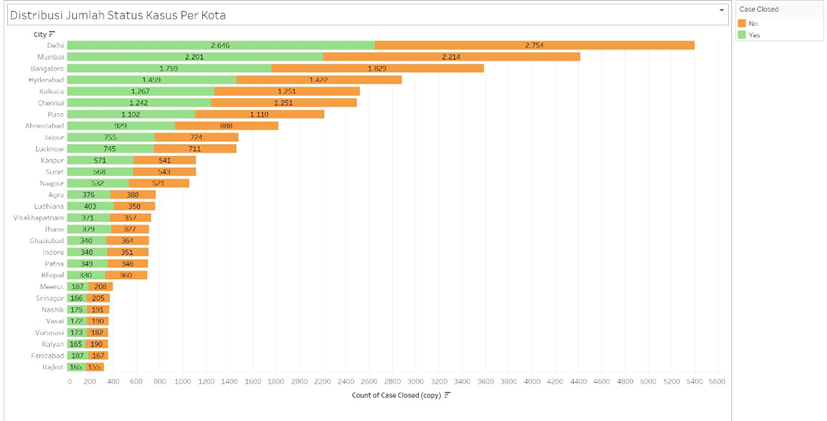 Distribusi Jumlah Status Kasus Per Kota
Case Closed
No
Yes
City
Delhi 2.646 2.754
Mumbai 2.201 2.214
Bangalore 1.759 1.829
Hyderabad 1.459 1.422
Kolkata 1.267 1.251
Chennai 1.242 1.251
Pune 1.102 1.110
Ahmedabad 929 888
Jaipur 755 724
Lucknow 745 711
Kanpur 571 541
Surat 568 543
Nagpur 532 521
Agra 376 388
Ludhiana 403 358
Visakhapatnam 371 357
Thane 379 327
Ghaziabad 340 364
Indore 348 351
Patna 349 346
Bhopal 330 360
Meerut 187 208
Srinagar 166 205
Nashik 175 191
Vasai 172 190
Varanasi 173 182
Kalyan 165 190
Faridabad 187 167
Rajkot 165 155
0 200 400 600 800 1000 1200 1400 1600 1800 2000 2200 2400 2600 2800 3000 3200 3400 3600 3800 4000 4200 4400 4600 4800 5000 5200 5400 5600
Count of Case Closed (copy)